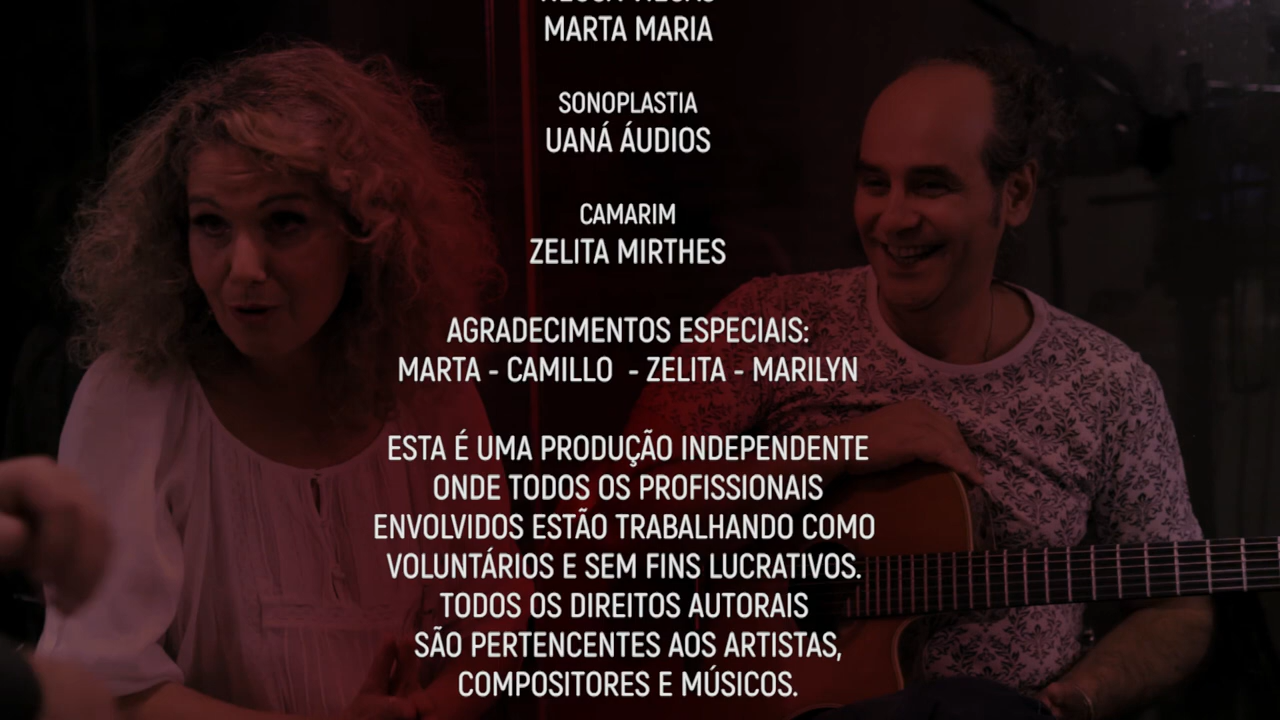 MARTA MARIA
SONOPLASTIA
UANÁ ÁUDIOS
CAMARIM
ZELITA MIRTHES
AGRADECIMENTOS ESPECIAIS:
MARTA - CAMILLO - ZELITA - MARILYN
ESTA É UMA PRODUÇÃO INDEPENDENTE
ONDE TODOS OS PROFISSIONAIS
ENVOLVIDOS ESTÃO TRABALHANDO COMO
VOLUNTÁRIOS E SEM FINS LUCRATIVOS.
TODOS OS DIREITOS AUTORAIS
SÃO PERTENCENTES AOS ARTISTAS,
COMPOSITORES E MÚSICOS.